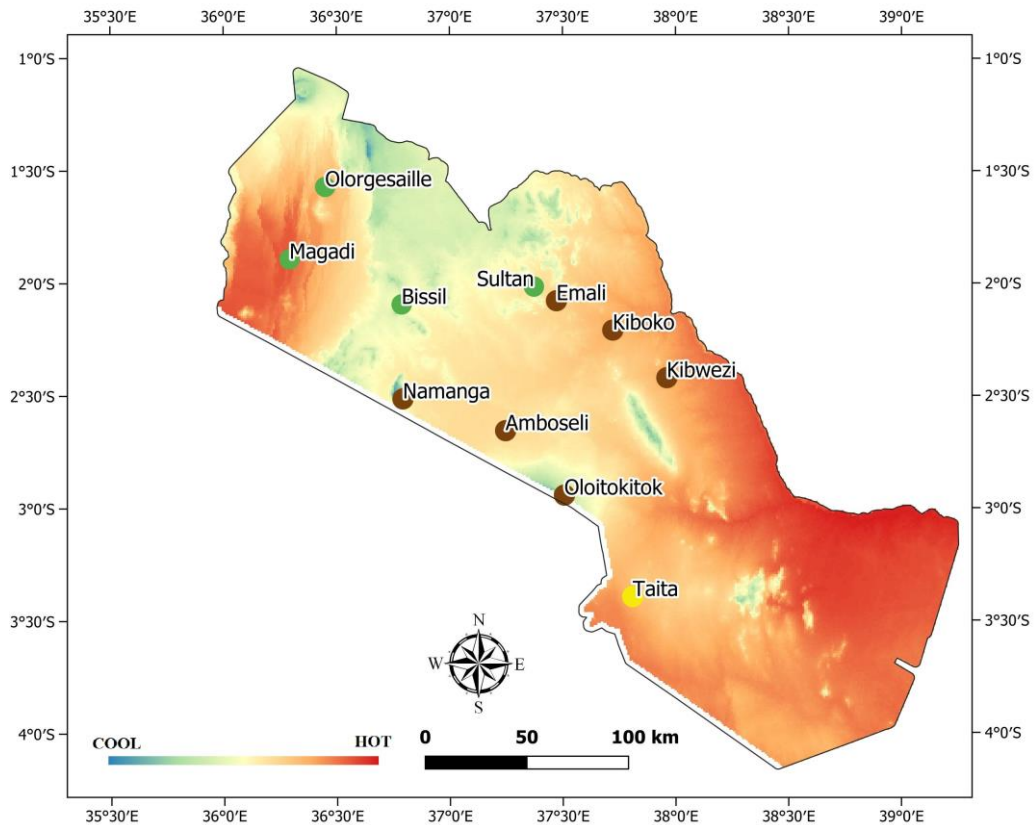 35°30′E 36°0′E 36°30′E 37°0′E 37°30′E 38°0′E 38°30′E 39°0′E
1°0′S 1°0′S
1°30′S 1°30′S
Olorgesaille
Magadi
2°0′S 2°0′S
Sultan
Emali
Bissil
Kiboko
Kibwezi
2°30′S 2°30′S
Namanga
Amboseli
Oloitokitok
3°0′S 3°0′S
Taita
3°30′S 3°30′S
N
W E
S
4°0′S 4°0′S
COOL HOT
0 50 100 km
35°30′E 36°0′E 36°30′E 37°0′E 37°30′E 38°0′E 38°30′E 39°0′E